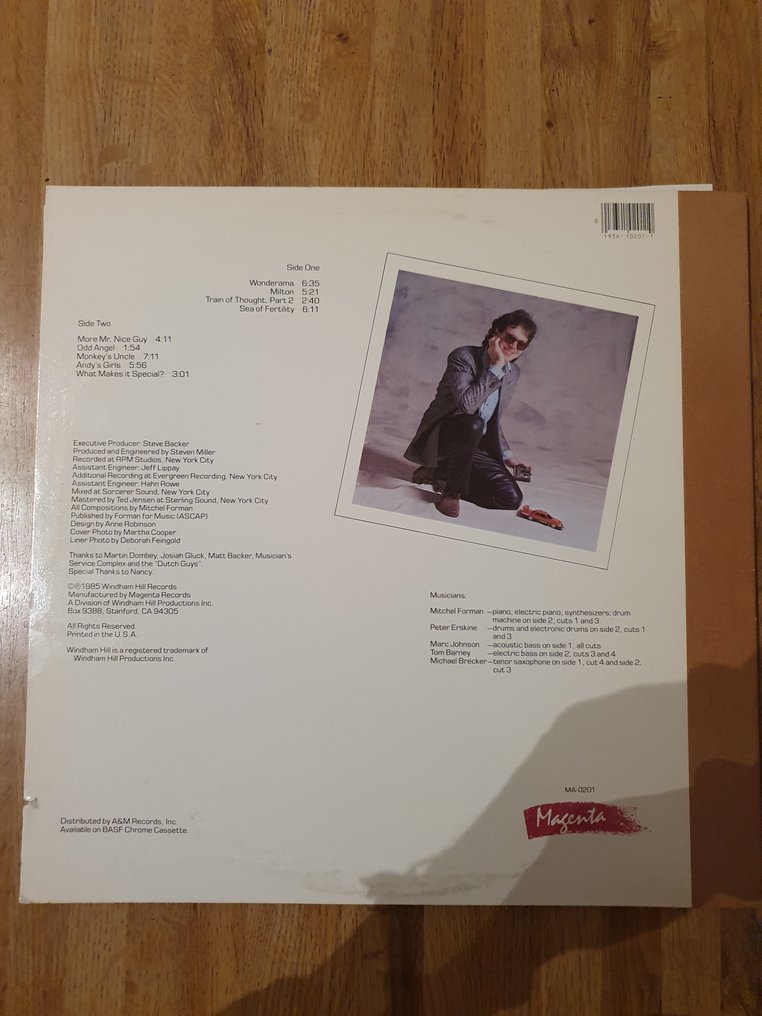 0
1934-10201-1
Side One
Wonderama 6:35
Milton 5:21
Train of Thought, Part 2 2:40
Sea of Fertility 6:11
Side Two
More Mr. Nice Guy 4:11
Odd Angel 1:54
Monkey's Uncle 7:11
Andy's Girls 5:56
What Makes it Special? 3:01
Executive Producer: Steve Backer
Produced and Engineered by Steven Miller
Recorded at RPM Studios, New York City
Assistant Engineer: Jeff Lippay
Additional Recording at Evergreen Recording, New York City
Assistant Engineer: Hahn Rowe
Mixed at Sorcerer Sound, New York City
Mastered by Ted Jensen at Sterling Sound, New York City
All Compositions by Mitchel Forman
Published by Forman for Music (ASCAP)
Design by Anne Robinson
Cover Photo by Martha Cooper
Liner Photo by Deborah Feingold
Thanks to Martin Dombey, Josiah Gluck, Matt Backer, Musician's
Service Complex and the "Dutch Guys".
Special Thanks to Nancy.
©℗1985 Windham Hill Records
Manufactured by Magenta Records
A Division of Windham Hill Productions Inc.
Box 9388, Stanford, CA 94305
All Rights Reserved.
Printed in the U.S.A.
Windham Hill is a registered trademark of
Windham Hill Productions Inc.
Musicians:
Mitchel Forman —piano, electric piano, synthesizers; drum
machine on side 2, cuts 1 and 3
Peter Erskine —drums and electronic drums on side 2, cuts 1
and 3
Marc Johnson —acoustic bass on side 1, all cuts
Tom Barney —electric bass on side 2, cuts 3 and 4
Michael Brecker—tenor saxophone on side 1, cut 4 and side 2,
cut 3
MA-0201
Magenta
Distributed by A&M Records, Inc.
Available on BASF Chrome Cassette.